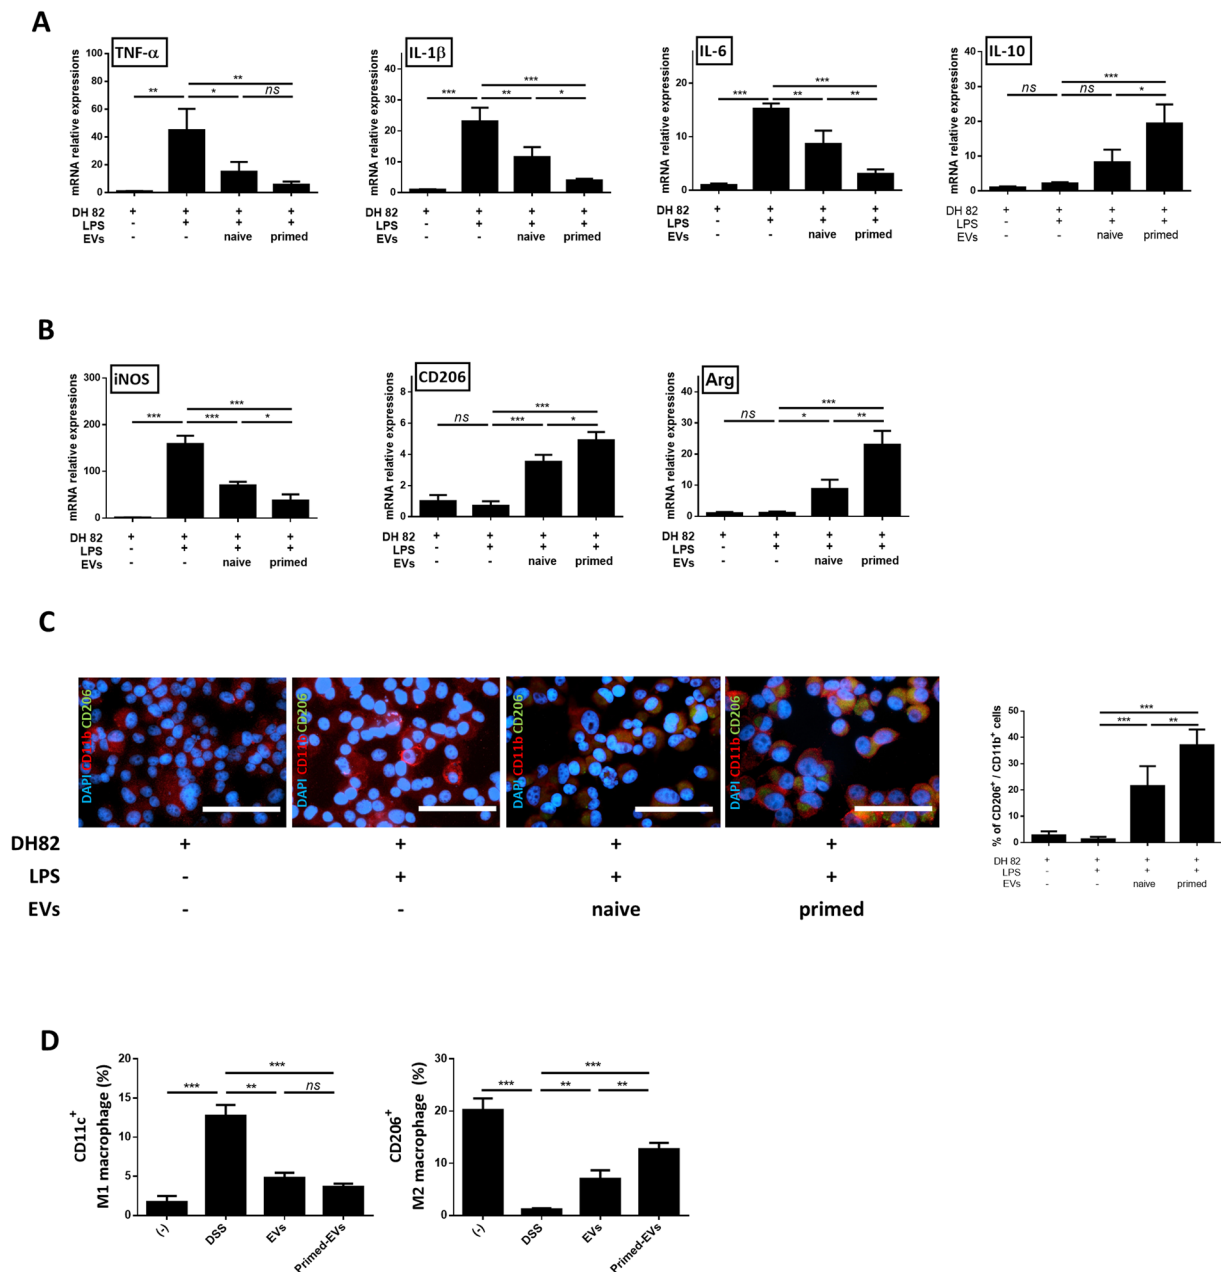 A
TNF-α
mRNA relative expressions
100
80
60
40
20
0
** * ns
**
DH 82 + + + +
LPS - + + +
EVs - - naive primed
IL-1β
mRNA relative expressions
40
30
20
10
0
*** ** *
***
DH 82 + + + +
LPS - + + +
EVs - - naive primed
IL-6
mRNA relative expressions
20
10
0
*** ** **
***
DH 82 + + + +
LPS - + + +
EVs - - naive primed
IL-10
mRNA relative expressions
40
30
20
10
0
ns ns *
***
DH 82 + + + +
LPS - + + +
EVs - - naive primed
B
iNOS
mRNA relative expressions
300
200
100
0
*** *** *
***
DH 82 + + + +
LPS - + + +
EVs - - naive primed
CD206
mRNA relative expressions
8
6
4
2
0
ns *** *
***
DH 82 + + + +
LPS - + + +
EVs - - naive primed
Arg
mRNA relative expressions
40
30
20
10
0
ns * **
***
DH 82 + + + +
LPS - + + +
EVs - - naive primed
C
DAPI CD11b CD206
DAPI CD11b CD206
DAPI CD11b CD206
DAPI CD11b CD206
DH82 + + + +
LPS - + + +
EVs - - naive primed
% of CD206+ / CD11b+ cells
50
40
30
20
10
0
***
*** **
DH 82 + + + +
LPS - + + +
EVs - - naive primed
D
CD11c+
M1 macrophage (%)
20
15
10
5
0
***
*** ** ns
(-) DSS EVs Primed-EVs
CD206+
M2 macrophage (%)
30
20
10
0
***
*** ** **
(-) DSS EVs Primed-EVs